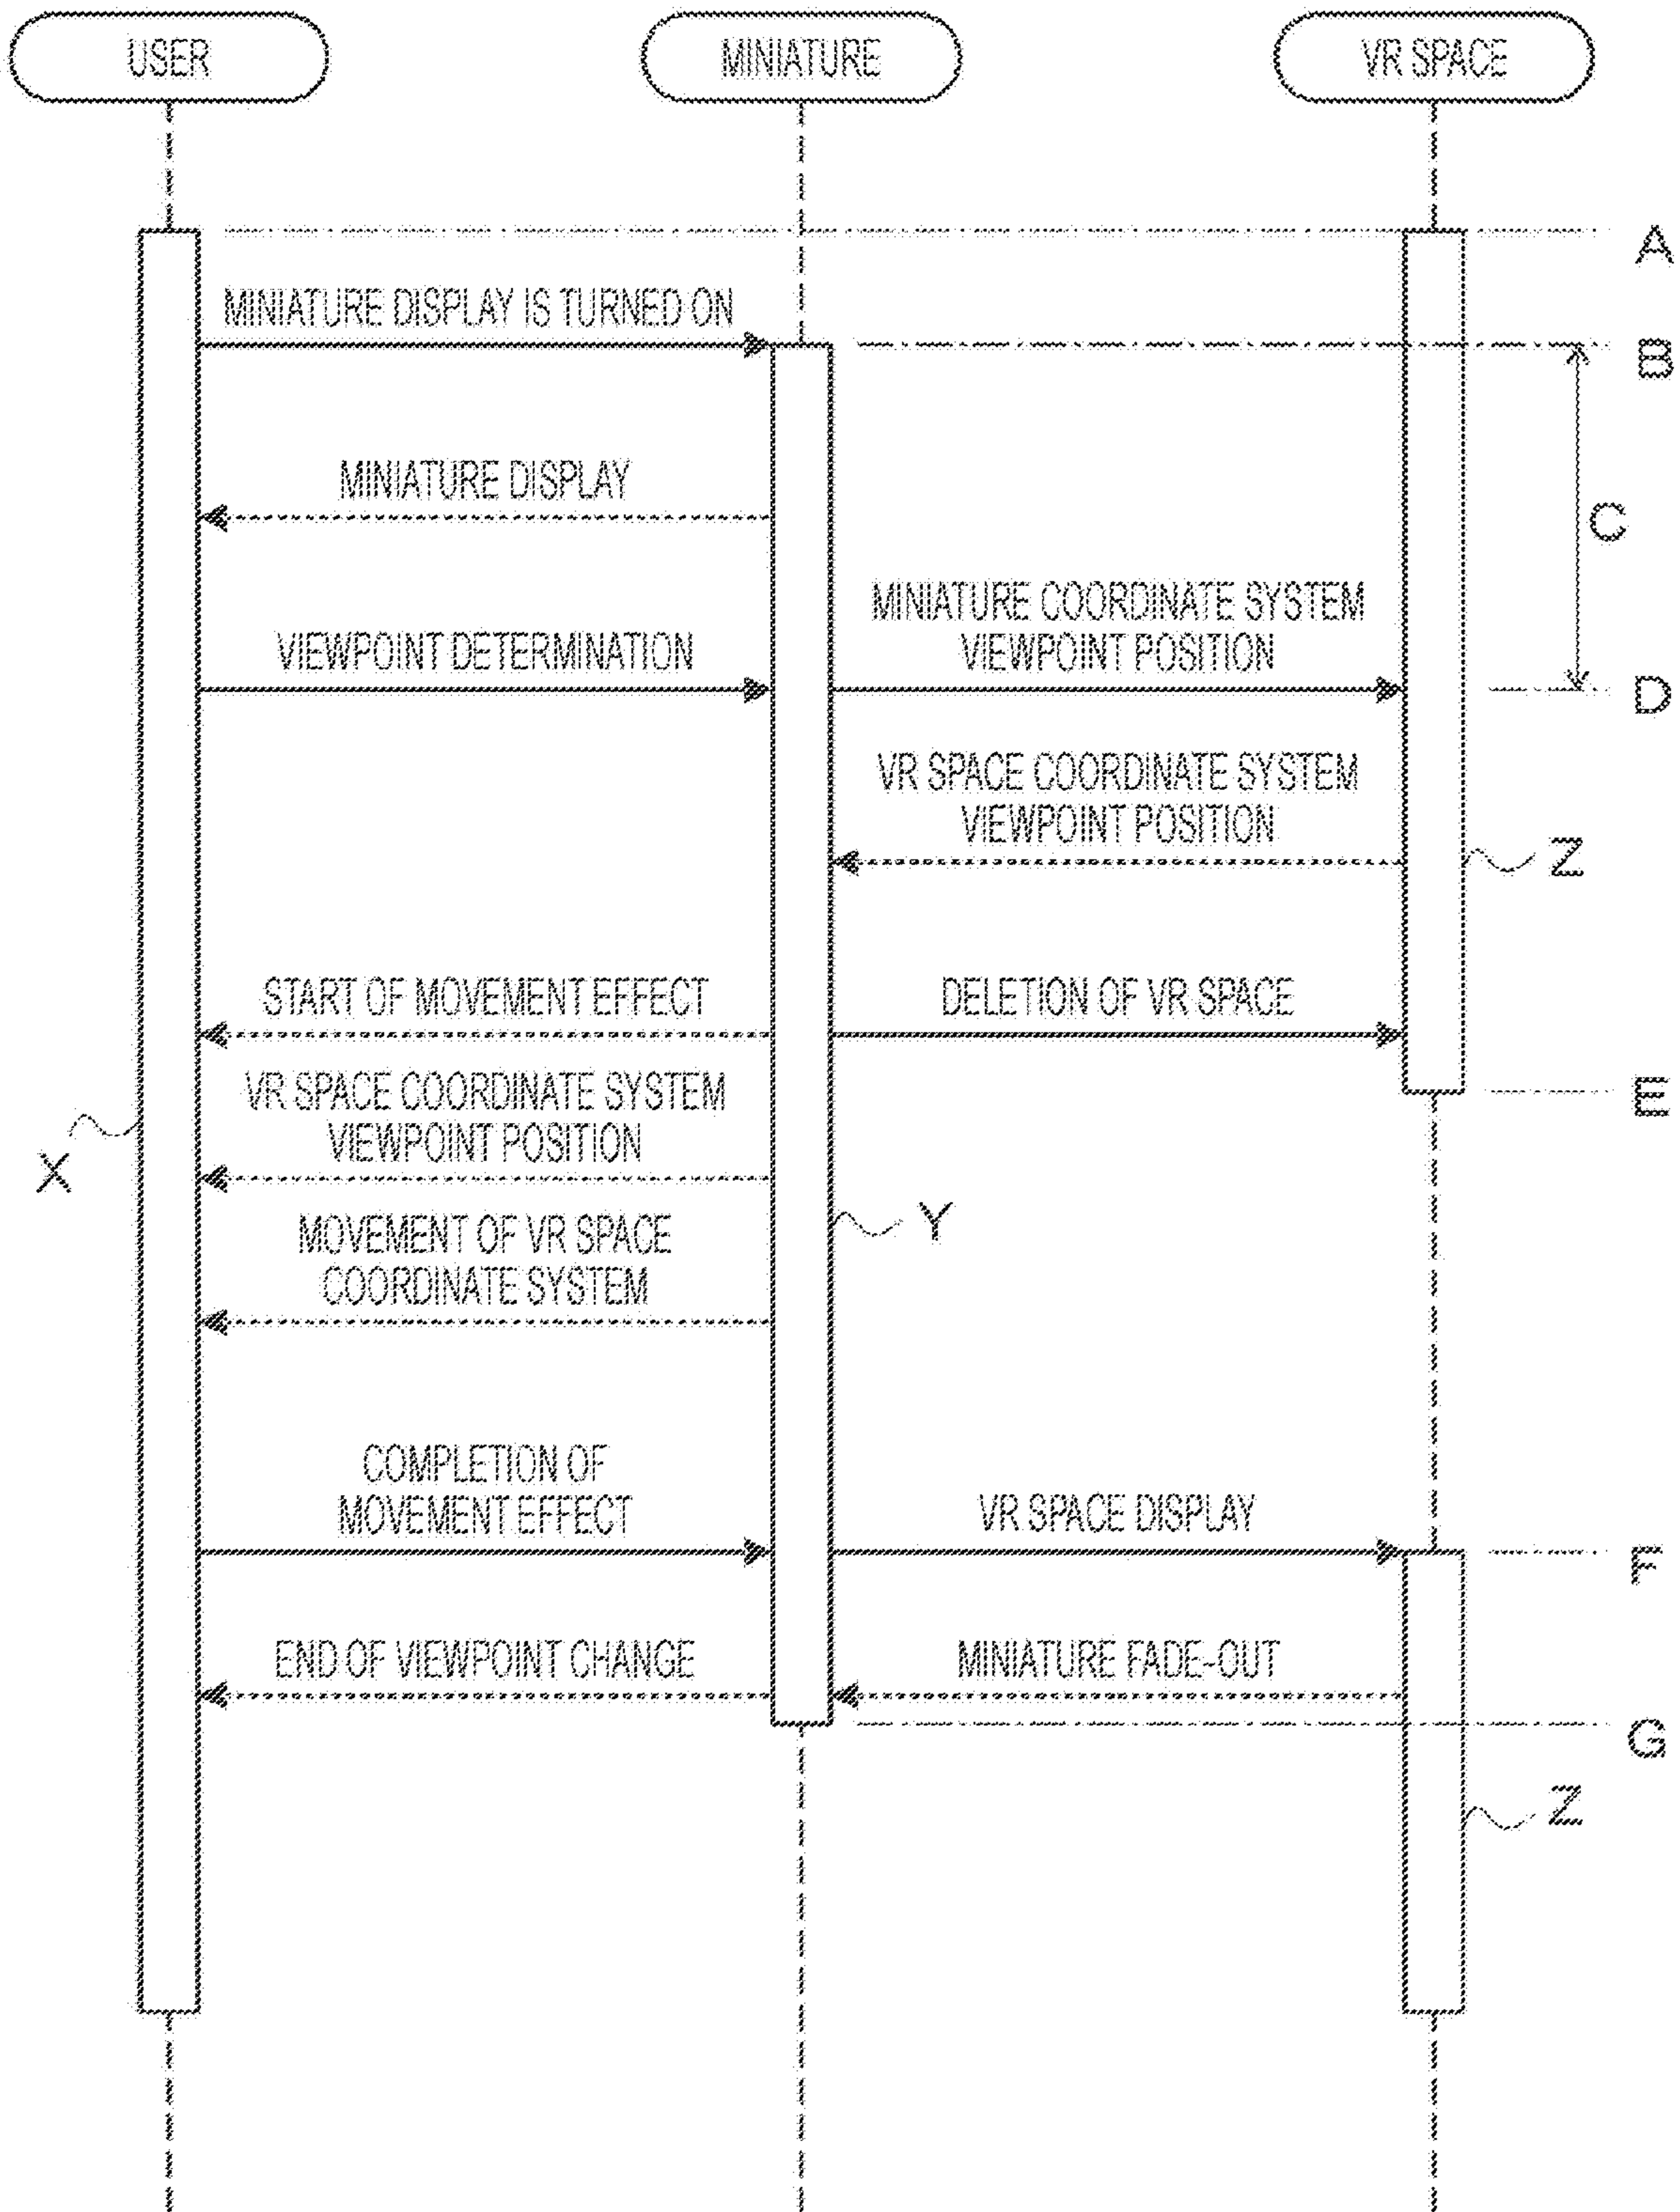 USER
MINIATURE
VR SPACE
A
MINIATURE DISPLAY IS TURNED ON
B
MINIATURE DISPLAY
C
MINIATURE COORDINATE SYSTEM
VIEWPOINT POSITION
VIEWPOINT DETERMINATION
D
VR SPACE COORDINATE SYSTEM
VIEWPOINT POSITION
Z
START OF MOVEMENT EFFECT
DELETION OF VR SPACE
E
VR SPACE COORDINATE SYSTEM
VIEWPOINT POSITION
X
Y
MOVEMENT OF VR SPACE
COORDINATE SYSTEM
COMPLETION OF
MOVEMENT EFFECT
VR SPACE DISPLAY
F
END OF VIEWPOINT CHANGE
MINIATURE FADE-OUT
G
Z